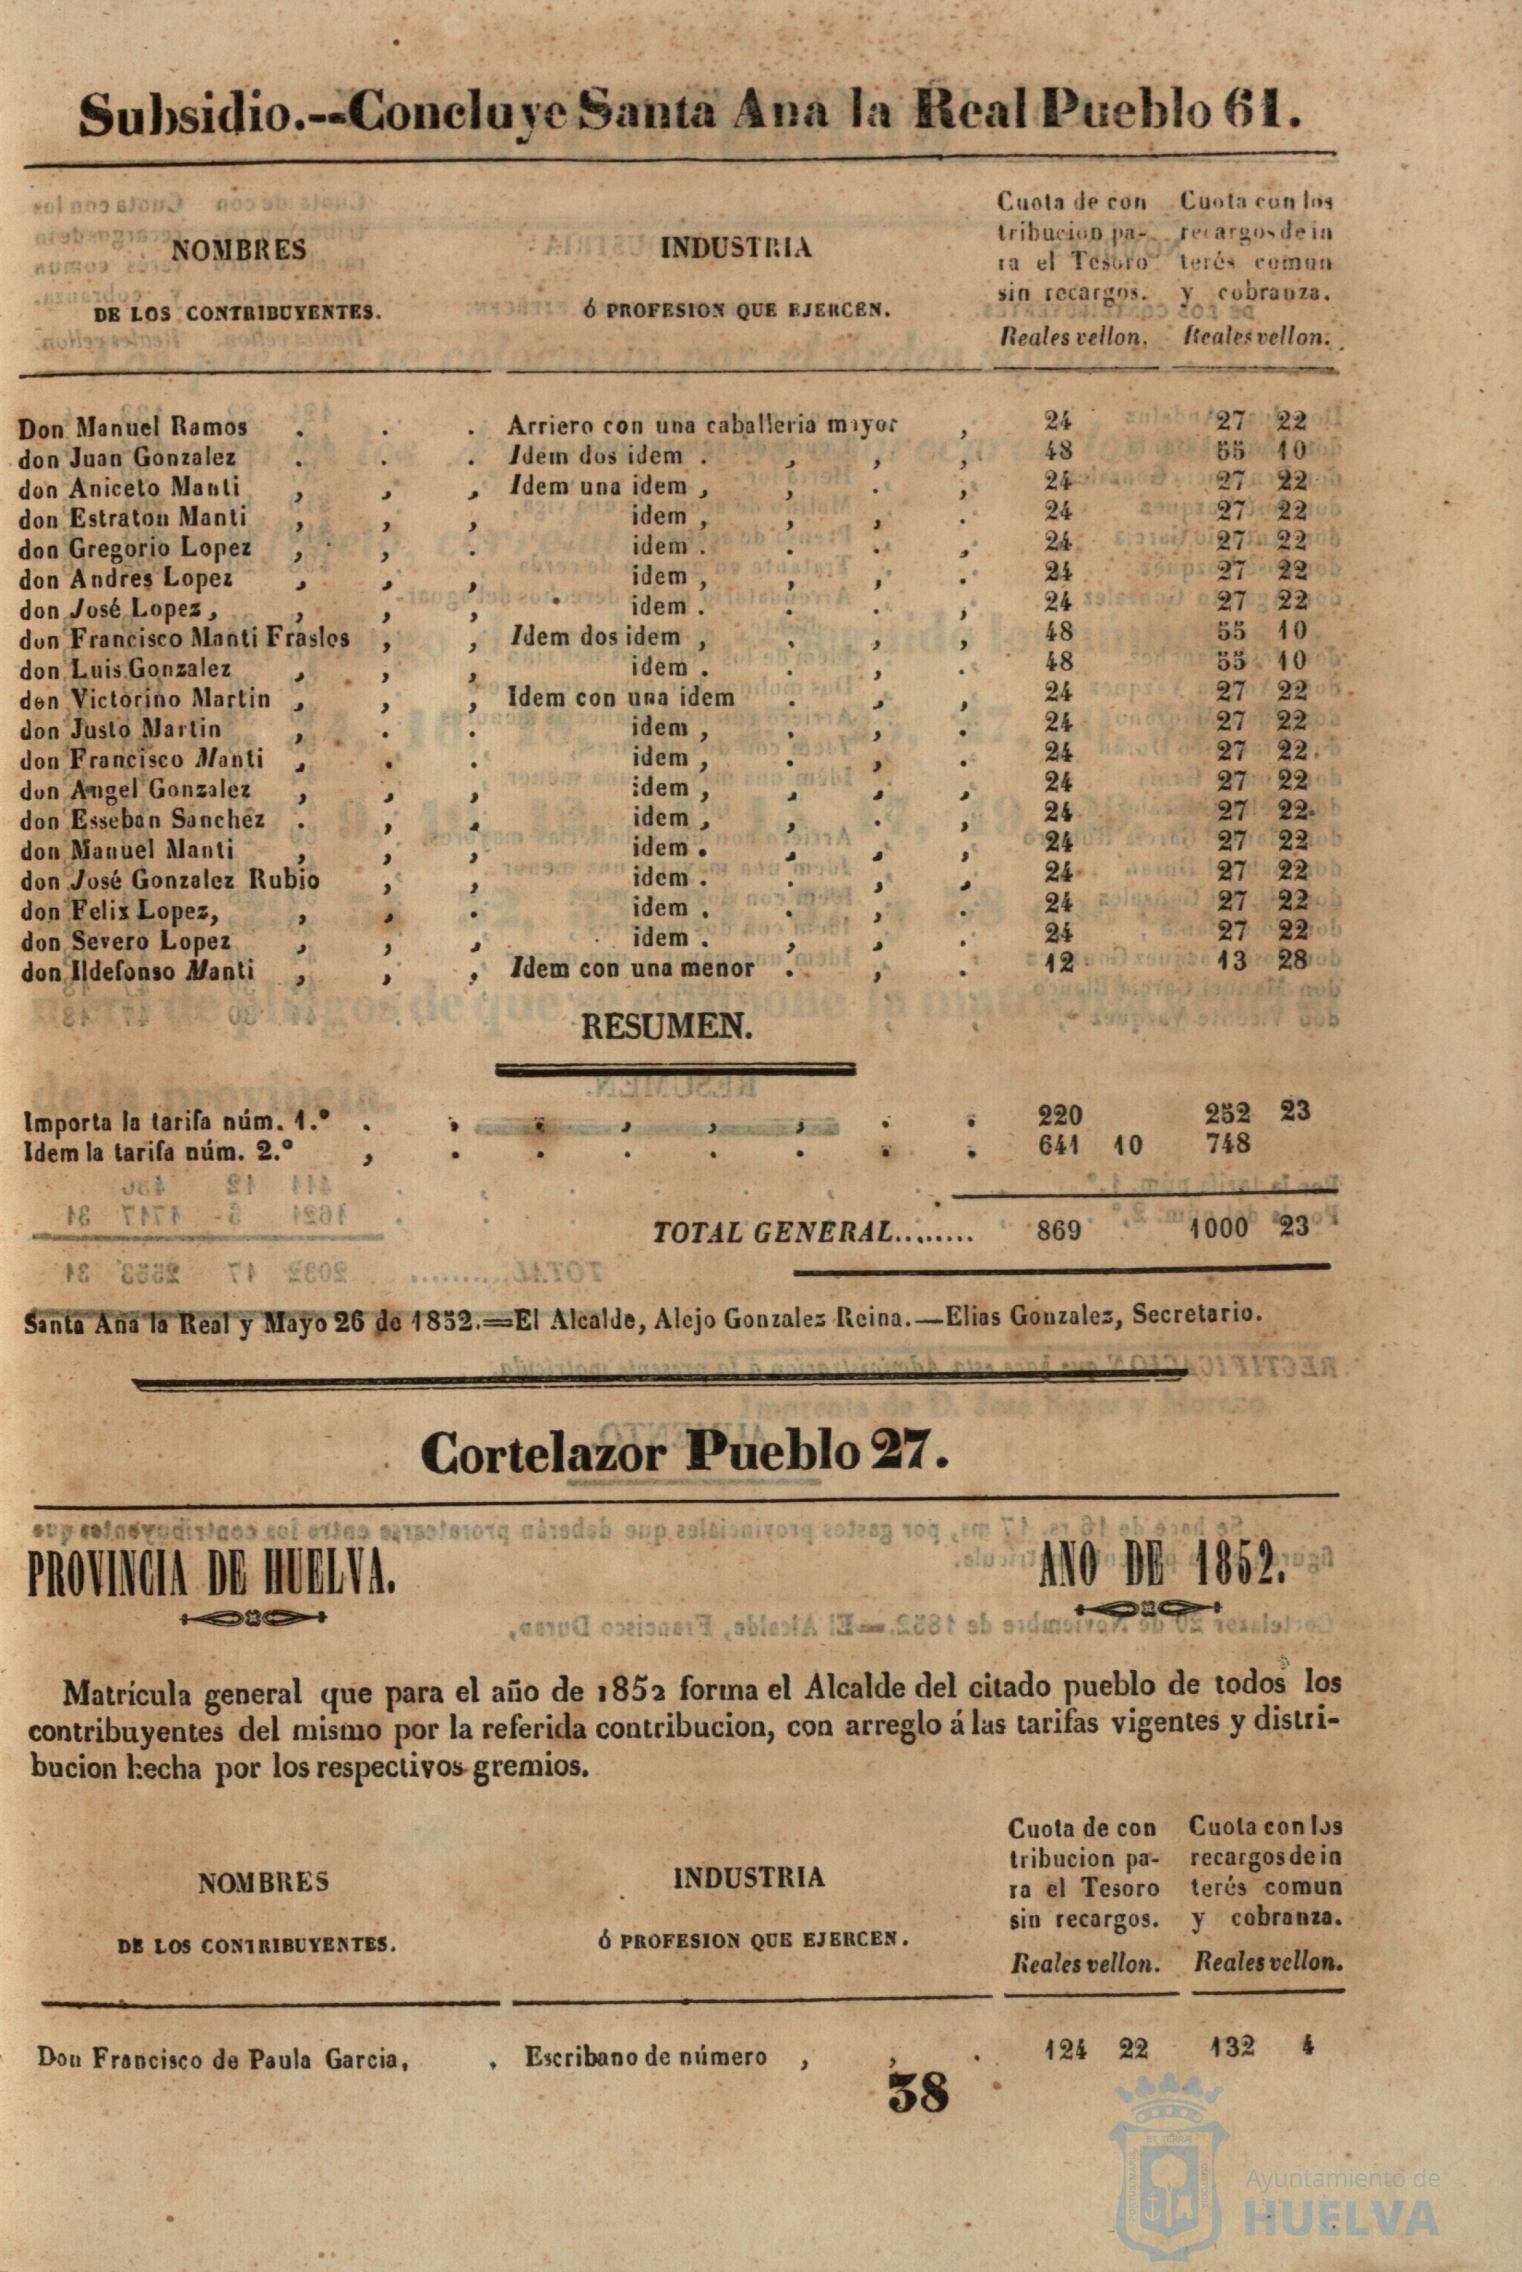 Subsidio.--Concluye Santa Ana la Real Pueblo 61.
NOMBRES
DE LOS CONTRIBUYENTES.
INDUSTRIA
Ó PROFESION QUE EJERCEN.
Cuota de con
tribucion pa-
ra el Tesoro
sin recargos.
Reales vellon.
Cuota con los
recargos de in
terés comun
y cobranza.
Reales vellon.
Don Manuel Ramos . . . Arriero con una caballeria mayor , 24 27 22
don Juan Gonzalez . . . Idem dos idem . , , , 48 55 10
don Aniceto Manti , , , Idem una idem , , . , 24 27 22
don Estraton Manti , , , idem , , , . 24 27 22
don Gregorio Lopez , , . idem . . . , 24 27 22
don Andres Lopez , , , idem , , , . 24 27 22
don José Lopez, , , , idem . . . , 24 27 22
don Francisco Manti Frasles , , Idem dos idem , . , , 48 55 10
don Luis Gonzalez , , , idem . . , . 48 55 10
don Victorino Martin , , , Idem con una idem . , , 24 27 22
don Justo Martin , . . idem , . , . 24 27 22
don Francisco Manti , . . idem , . , . 24 27 22.
don Angel Gonzalez , , , idem , , , , 24 27 22
don Esseban Sanchez . , , idem , , . , 24 27 22.
don Manuel Manti , , , idem . , , , 24 27 22
don José Gonzalez Rubio , , idem . . , , 24 27 22
don Felix Lopez, , , . idem . . , . 24 27 22
don Severo Lopez , , , idem . , , . 24 27 22
don Ildefonso Manti , , , Idem con una menor . , . 12 13 28
RESUMEN.
Importa la tarifa núm. 1.º . , , , , , . . 220 252 23
Idem la tarifa núm. 2.º , . . . . . . . 641 10 748
TOTAL GENERAL........ 869 1000 23
Santa Ana la Real y Mayo 26 de 1852.=El Alcalde, Alejo Gonzalez Reina.—Elias Gonzalez, Secretario.
Cortelazor Pueblo 27.
PROVINCIA DE HUELVA.
AÑO DE 1852.
Matrícula general que para el año de 1852 forma el Alcalde del citado pueblo de todos los
contribuyentes del mismo por la referida contribucion, con arreglo á las tarifas vigentes y distri-
bucion hecha por los respectivos gremios.
NOMBRES
DE LOS CONTRIBUYENTES.
INDUSTRIA
Ó PROFESION QUE EJERCEN.
Cuota de con
tribucion pa-
ra el Tesoro
sin recargos.
Reales vellon.
Cuota con los
recargos de in
terés comun
y cobranza.
Reales vellon.
Don Francisco de Paula Garcia, , Escribano de número , , . 124 22 132 4
38
Ayuntamiento de
HUELVA